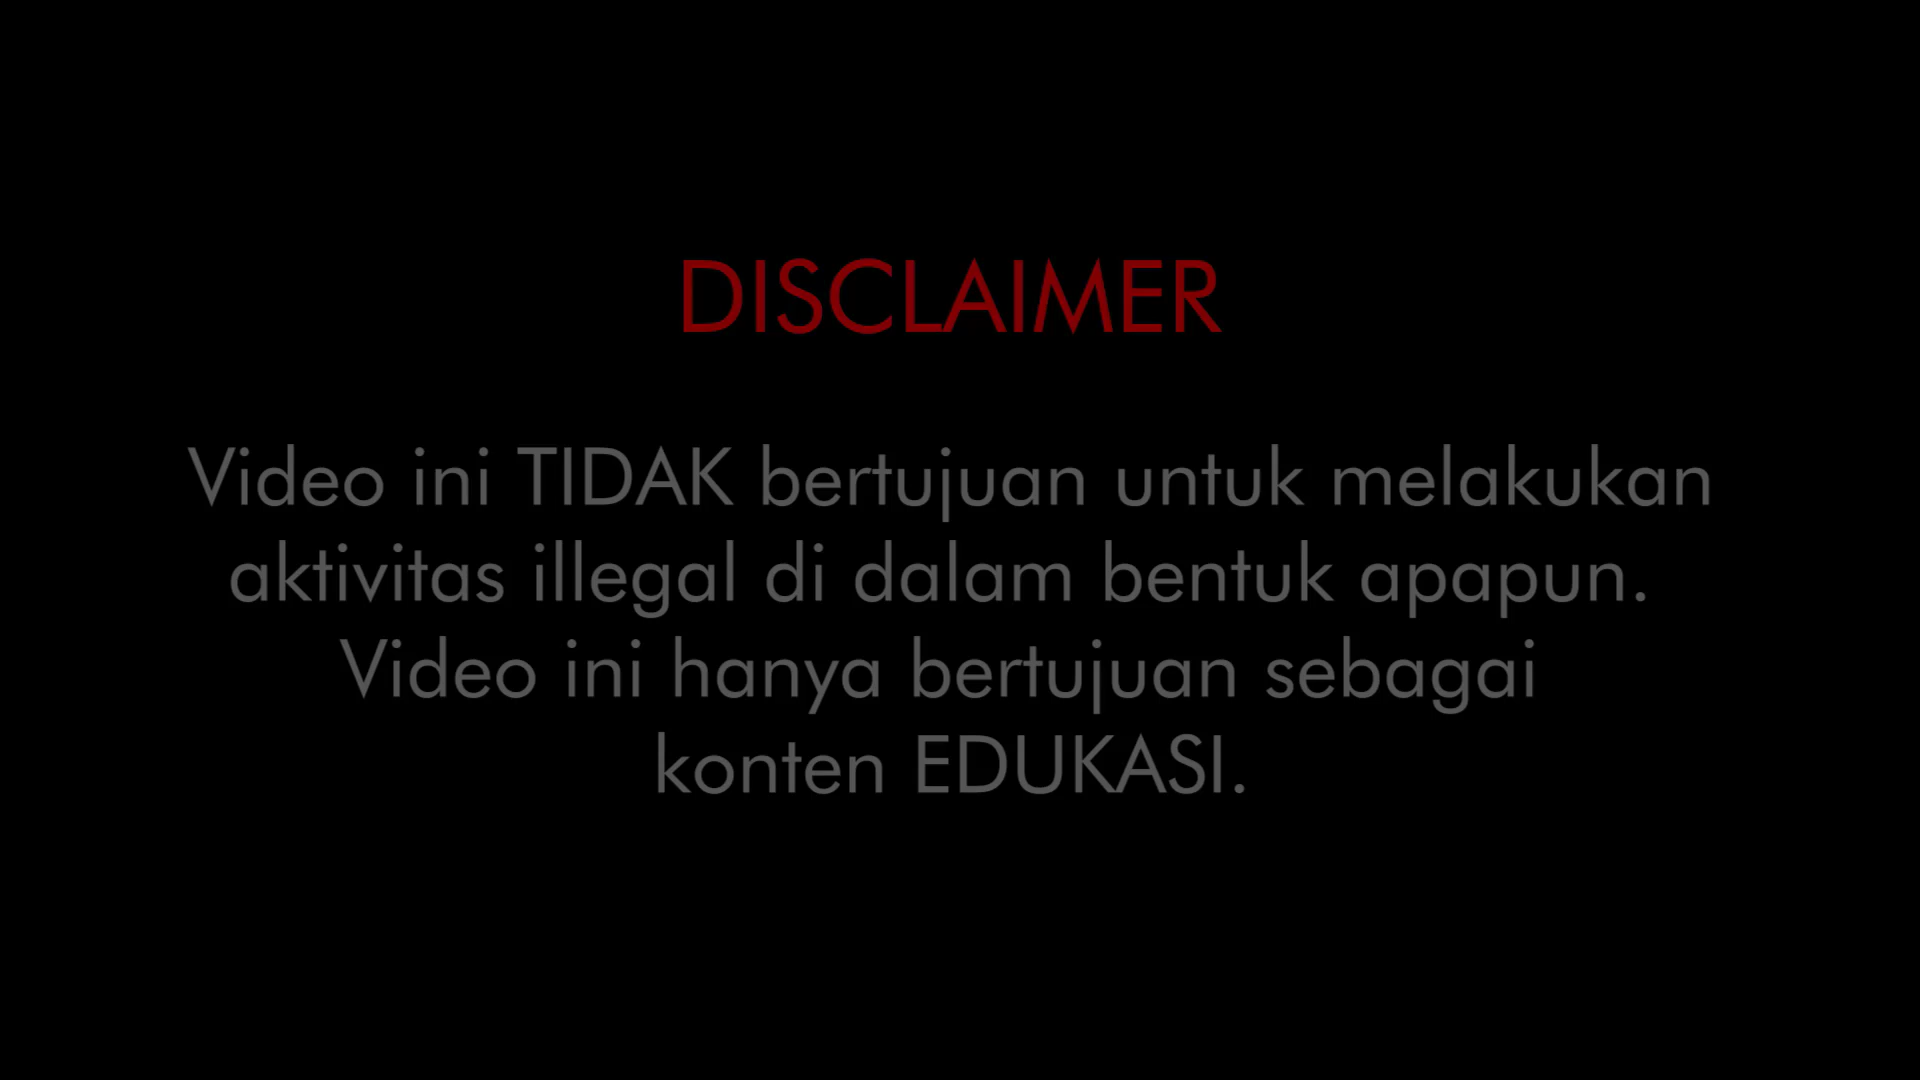 DISCLAIMER
Video ini TIDAK bertujuan untuk melakukan
aktivitas illegal di dalam bentuk apapun.
Video ini hanya bertujuan sebagai
konten EDUKASI.